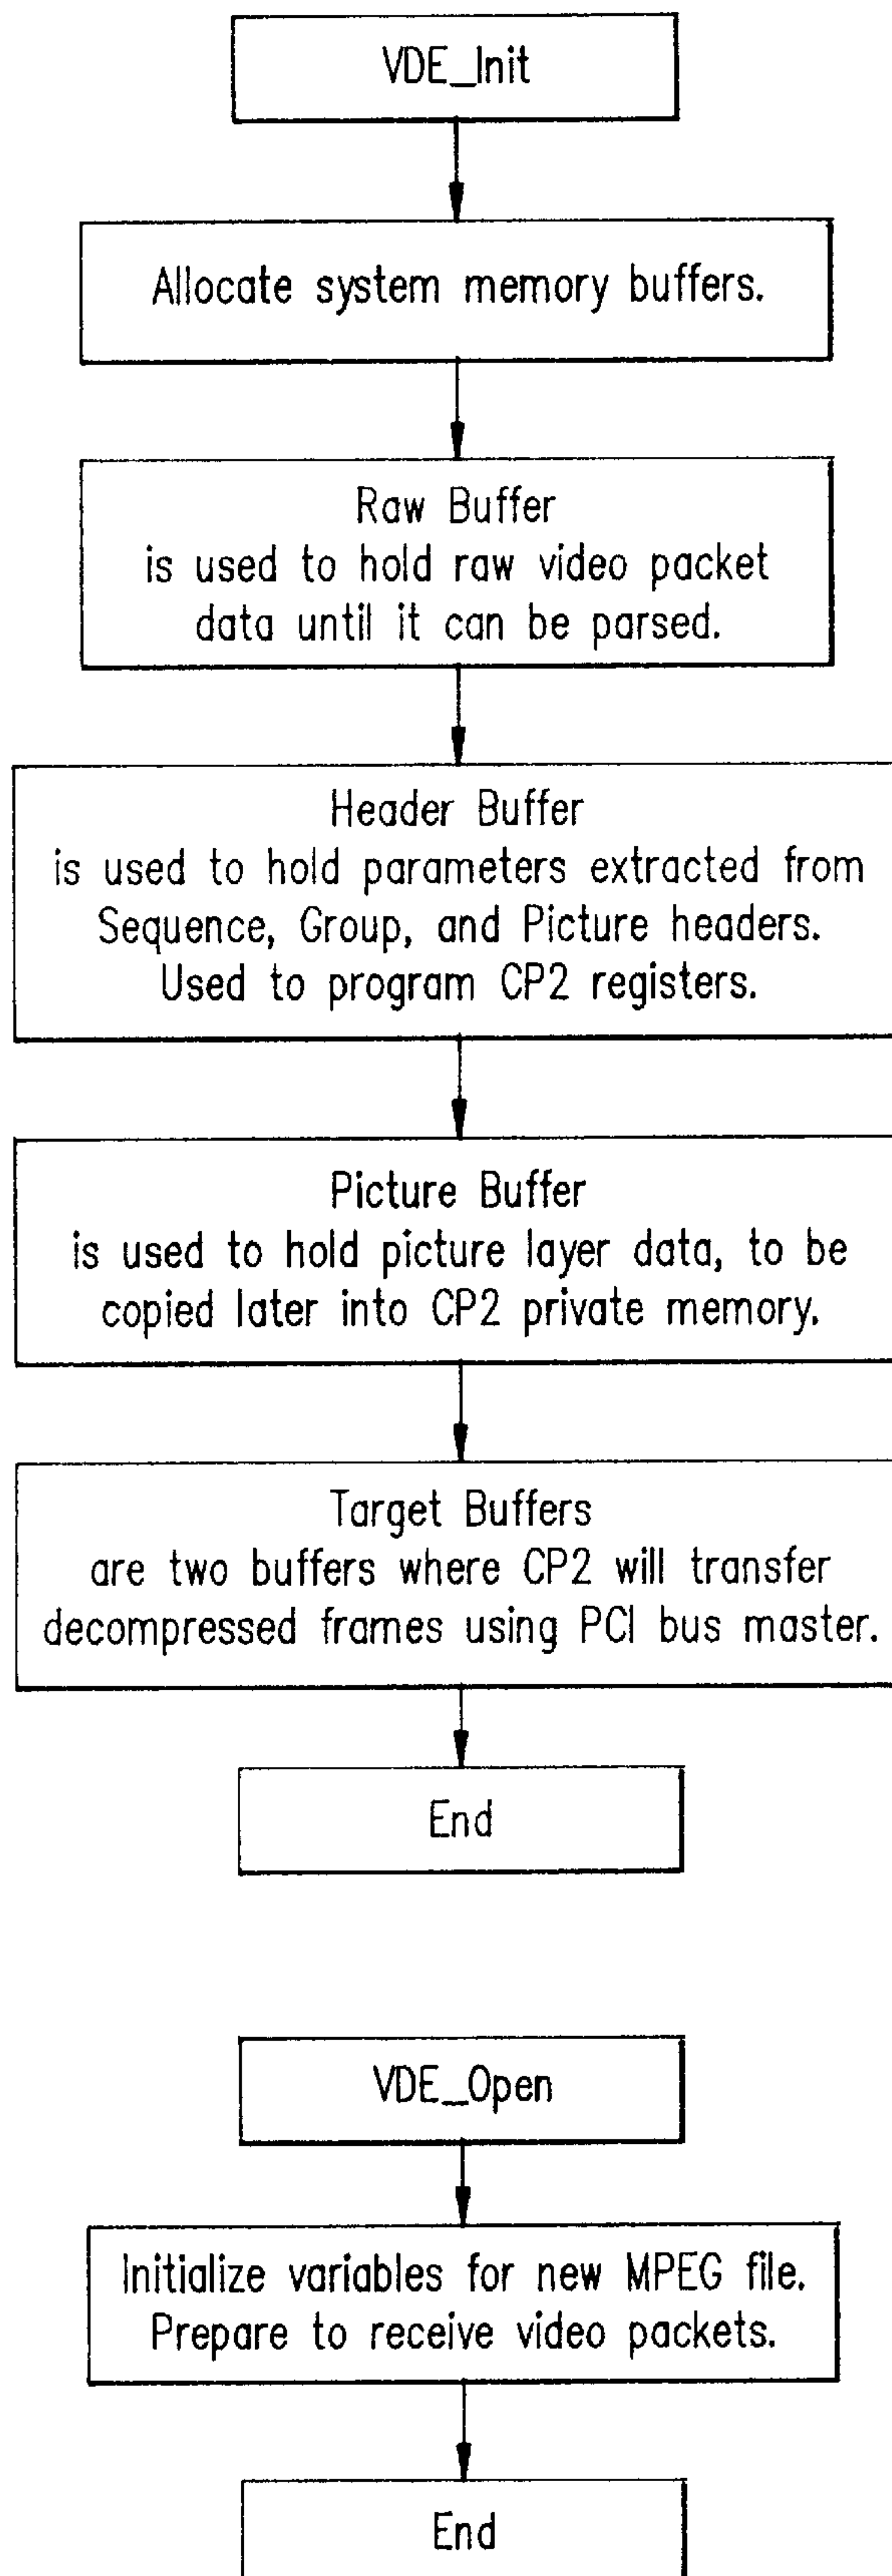 VDE_Init
Allocate system memory buffers.
Raw Buffer
is used to hold raw video packet
data until it can be parsed.
Header Buffer
is used to hold parameters extracted from
Sequence, Group, and Picture headers.
Used to program CP2 registers.
Picture Buffer
is used to hold picture layer data, to be
copied later into CP2 private memory.
Target Buffers
are two buffers where CP2 will transfer
decompressed frames using PCI bus master.
End
VDE_Open
Initialize variables for new MPEG file.
Prepare to receive video packets.
End